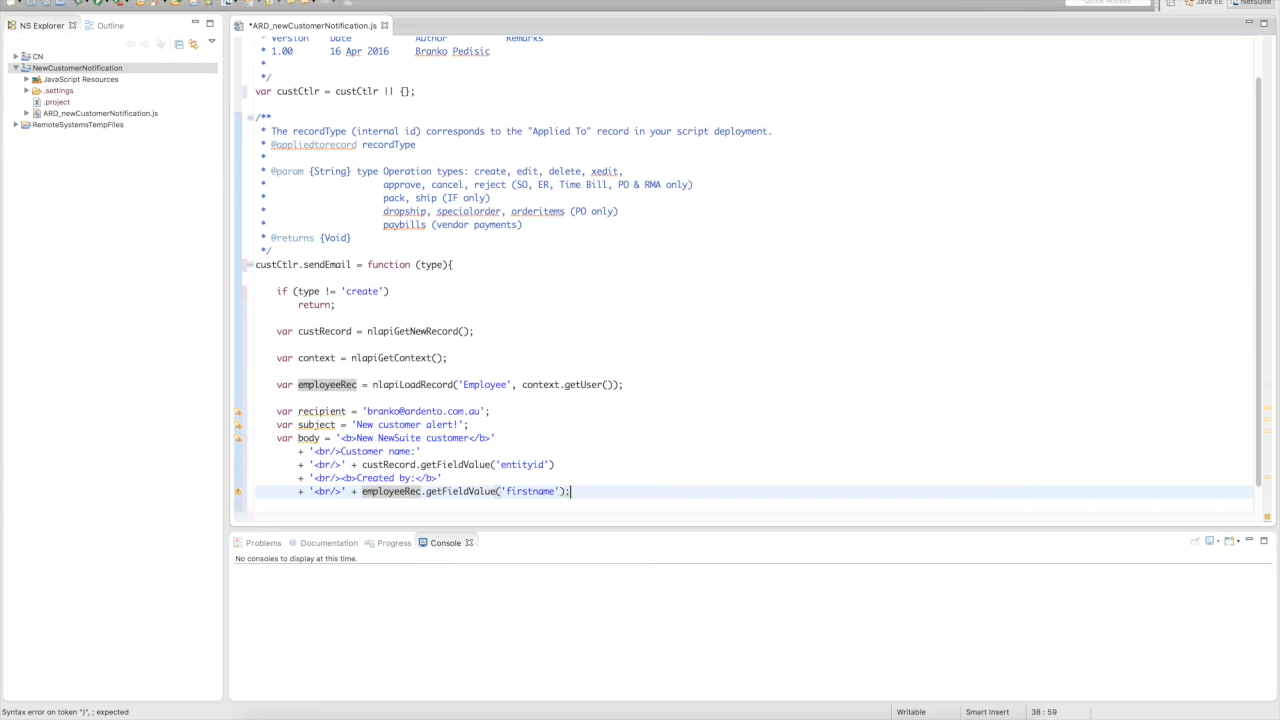 Quick Access
Java EE
NetSuite
NS Explorer
Outline
*ARD_newCustomerNotification.js
CN
NewCustomerNotification
JavaScript Resources
.settings
.project
ARD_newCustomerNotification.js
RemoteSystemsTempFiles
* Version Date Author Remarks
* 1.00 16 Apr 2016 Branko Pedisic
*
*/
var custCtlr = custCtlr || {};
/**
* The recordType (internal id) corresponds to the "Applied To" record in your script deployment.
* @appliedtorecord recordType
*
* @param {String} type Operation types: create, edit, delete, xedit,
* approve, cancel, reject (SO, ER, Time Bill, PO & RMA only)
* pack, ship (IF only)
* dropship, specialorder, orderitems (PO only)
* paybills (vendor payments)
* @returns {Void}
*/
custCtlr.sendEmail = function (type){
if (type != 'create')
return;
var custRecord = nlapiGetNewRecord();
var context = nlapiGetContext();
var employeeRec = nlapiLoadRecord('Employee', context.getUser());
var recipient = 'branko@ardento.com.au';
var subject = 'New customer alert!';
var body = '<b>New NewSuite customer</b>'
+ '<br/>Customer name:'
+ '<br/>' + custRecord.getFieldValue('entityid')
+ '<br/><b>Created by:</b>'
+ '<br/>' + employeeRec.getFieldValue('firstname');
Problems
Documentation
Progress
Console
No consoles to display at this time.
Syntax error on token ")", ; expected
Writable
Smart Insert
38 : 59